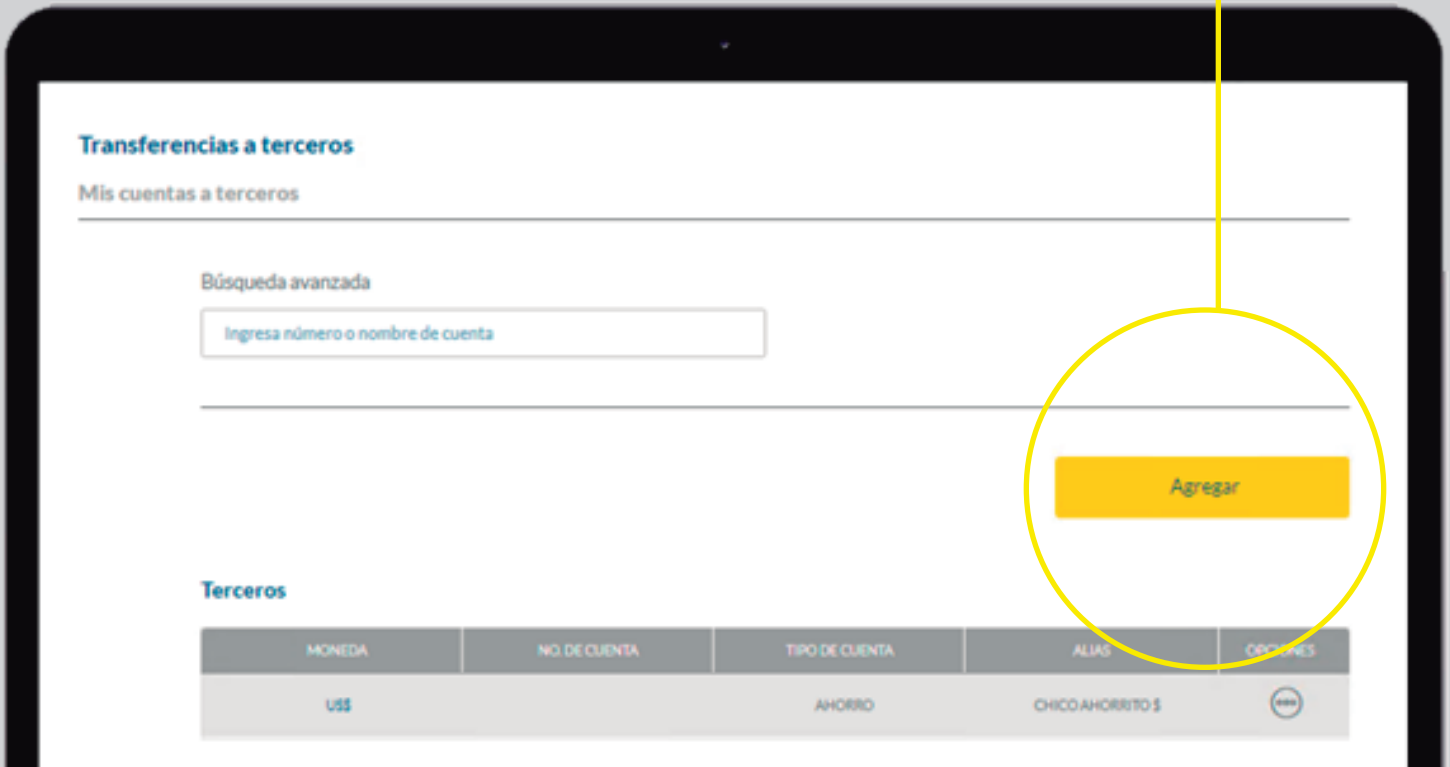 Transferencias a terceros
Mis cuentas a terceros
Búsqueda avanzada
Ingresa número o nombre de cuenta
Agregar
Terceros
MONEDA NO. DE CUENTA TIPO DE CUENTA ALIAS OPCIONES
US$ AHORRO CHICO AHORRITO $